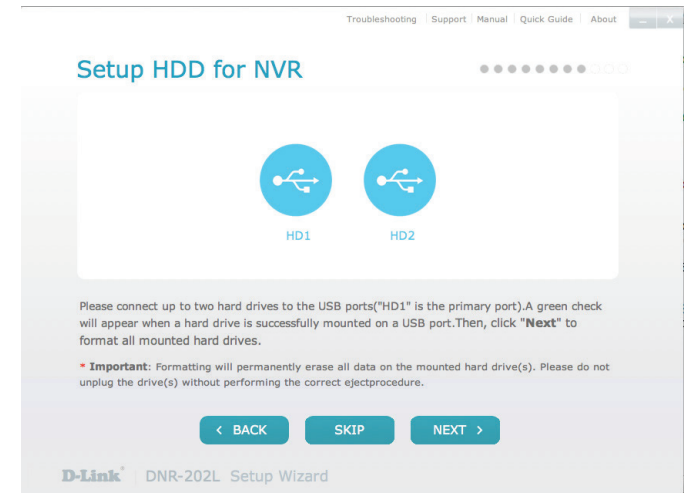 Troubleshooting Support Manual Quick Guide About
Setup HDD for NVR
HD1 HD2
Please connect up to two hard drives to the USB ports("HD1" is the primary port).A green check
will appear when a hard drive is successfully mounted on a USB port.Then, click "Next" to
format all mounted hard drives.
* Important: Formatting will permanently erase all data on the mounted hard drive(s). Please do not
unplug the drive(s) without performing the correct ejectprocedure.
< BACK SKIP NEXT >
D-Link DNR-202L Setup Wizard